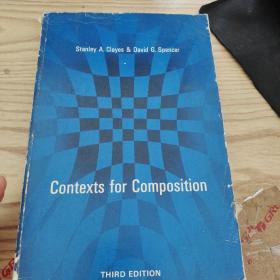 Stanley A. Clayes & David G. Spencer
Contexts for Composition
THIRD EDITION